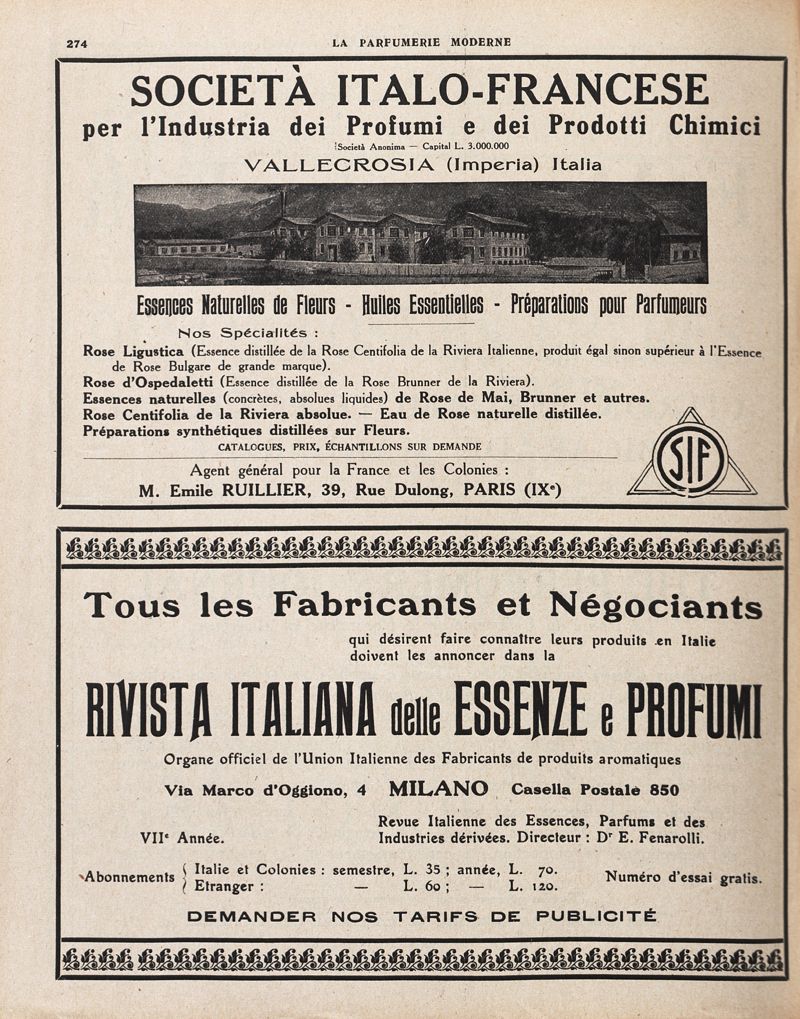 274
LA PARFUMERIE MODERNE
SOCIETÀ ITALO-FRANCESE
per l'Industria dei Profumi e dei Prodotti Chimici
Società Anonima — Capital L. 3.000.000
VALLECROSIA (Imperia) Italia
Essences Naturelles de Fleurs - Huiles Essentielles - Préparations pour Parfumeurs
Nos Spécialités :
Rose Ligustica (Essence distillée de la Rose Centifolia de la Riviera Italienne, produit égal sinon supérieur à l'Essence
de Rose Bulgare de grande marque).
Rose d'Ospedaletti (Essence distillée de la Rose Brunner de la Riviera).
Essences naturelles (concrètes, absolues liquides) de Rose de Mai, Brunner et autres.
Rose Centifolia de la Riviera absolue. — Eau de Rose naturelle distillée.
Préparations synthétiques distillées sur Fleurs.
CATALOGUES, PRIX, ÉCHANTILLONS SUR DEMANDE
Agent général pour la France et les Colonies :
M. Emile RUILLIER, 39, Rue Dulong, PARIS (IXe)
SIF
Tous les Fabricants et Négociants
qui désirent faire connaître leurs produits en Italie
doivent les annoncer dans la
RIVISTA ITALIANA delle ESSENZE e PROFUMI
Organe officiel de l'Union Italienne des Fabricants de produits aromatiques
Via Marco d'Oggiono, 4 MILANO Casella Postale 850
VIIe Année.
Revue Italienne des Essences, Parfums et des
Industries dérivées. Directeur : Dr E. Fenarolli.
Abonnements { Italie et Colonies : semestre, L. 35 ; année, L. 70.
{ Etranger : — L. 60 ; — L. 120.
Numéro d'essai gratis.
DEMANDER NOS TARIFS DE PUBLICITÉ